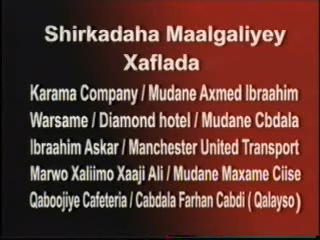 Shirkadaha Maalgaliyey
Xaflada
Karama Company / Mudane Axmed Ibraahim
Warsame / Diamond hotel / Mudane Cbdala
Ibraahim Askar / Manchester United Transport
Marwo Xaliimo Xaaji Ali / Mudane Maxame Ciise
Qaboojiye Cafeteria / Cabdala Farhan Cabdi ( Qalayso )